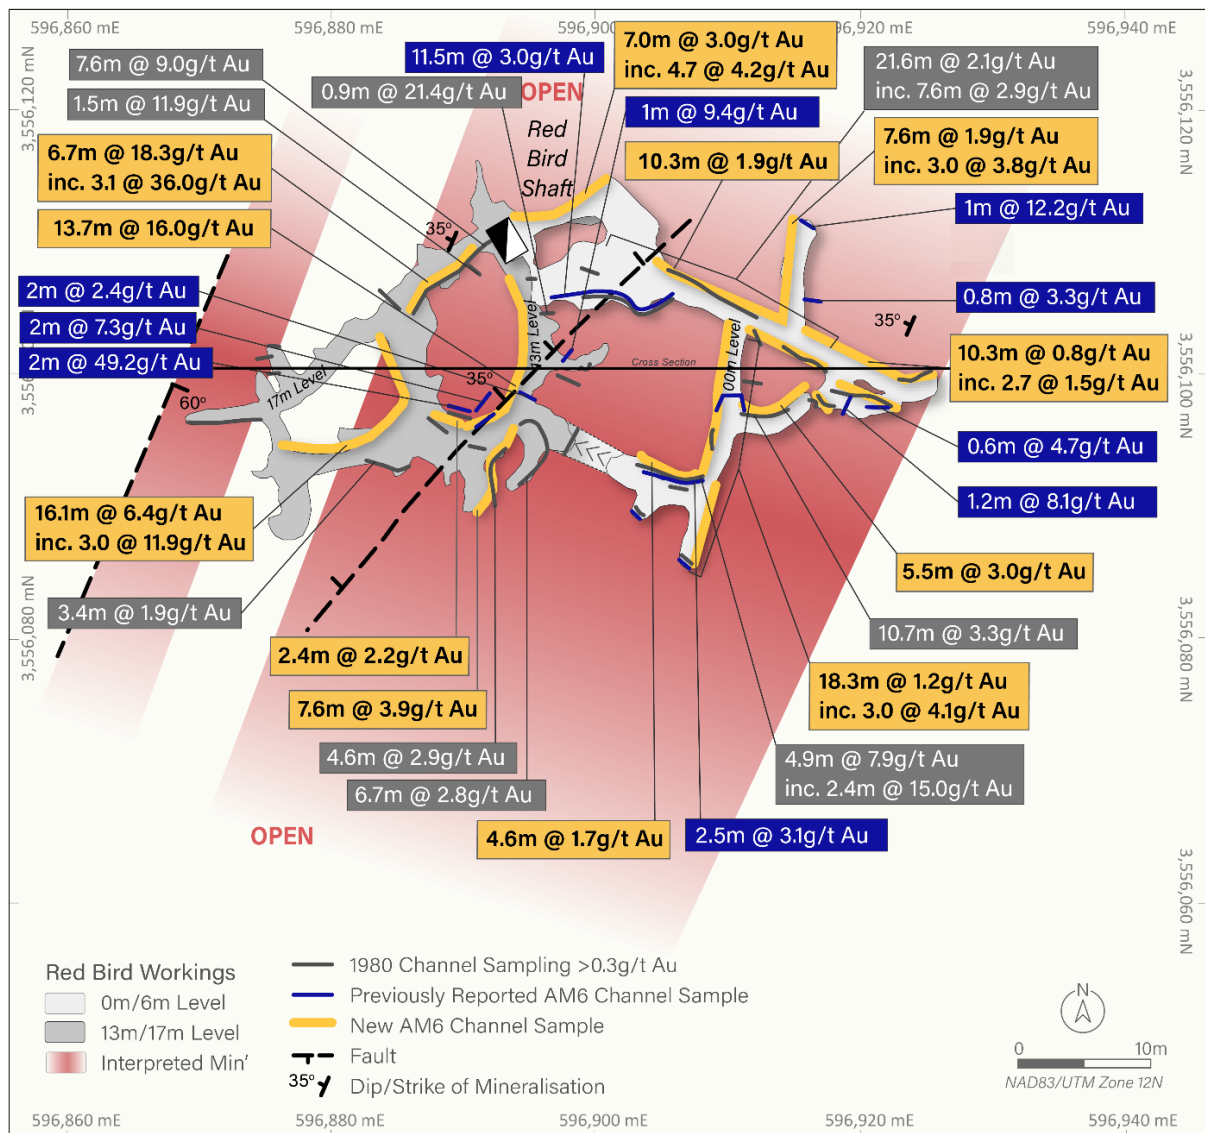 596,860 mE
596,880 mE
596,900
596,920 mE
596,940 mE
3,556,120 mN
3,556,120 mN
7.6m @ 9.0g/t Au
1.5m @ 11.9g/t Au
6.7m @ 18.3g/t Au
inc. 3.1 @ 36.0g/t Au
13.7m @ 16.0g/t Au
2m @ 2.4g/t Au
2m @ 7.3g/t Au
2m @ 49.2g/t Au
11.5m @ 3.0g/t Au
0.9m @ 21.4g/t Au
OPEN
Red
Bird
Shaft
7.0m @ 3.0g/t Au
inc. 4.7 @ 4.2g/t Au
1m @ 9.4g/t Au
10.3m @ 1.9g/t Au
21.6m @ 2.1g/t Au
inc. 7.6m @ 2.9g/t Au
7.6m @ 1.9g/t Au
inc. 3.0 @ 3.8g/t Au
1m @ 12.2g/t Au
0.8m @ 3.3g/t Au
35º
35º
10.3m @ 0.8g/t Au
inc. 2.7 @ 1.5g/t Au
3,556,100 mN
0.6m @ 4.7g/t Au
1.2m @ 8.1g/t Au
13m Level
00m Level
Cross Section
17m Level
35º
60º
16.1m @ 6.4g/t Au
inc. 3.0 @ 11.9g/t Au
3.4m @ 1.9g/t Au
5.5m @ 3.0g/t Au
10.7m @ 3.3g/t Au
3,556,080 mN
3,556,080 mN
2.4m @ 2.2g/t Au
7.6m @ 3.9g/t Au
18.3m @ 1.2g/t Au
inc. 3.0 @ 4.1g/t Au
4.6m @ 2.9g/t Au
6.7m @ 2.8g/t Au
4.9m @ 7.9g/t Au
inc. 2.4m @ 15.0g/t Au
OPEN
4.6m @ 1.7g/t Au
2.5m @ 3.1g/t Au
3,556,060 mN
Red Bird Workings
0m/6m Level
13m/17m Level
Interpreted Min'
1980 Channel Sampling >0.3g/t Au
Previously Reported AM6 Channel Sample
New AM6 Channel Sample
Fault
35º
Dip/Strike of Mineralisation
N
0
10m
NAD83/UTM Zone 12N
596,860 mE
596,880 mE
596,900 mE
596,920 mE
596,940 mE